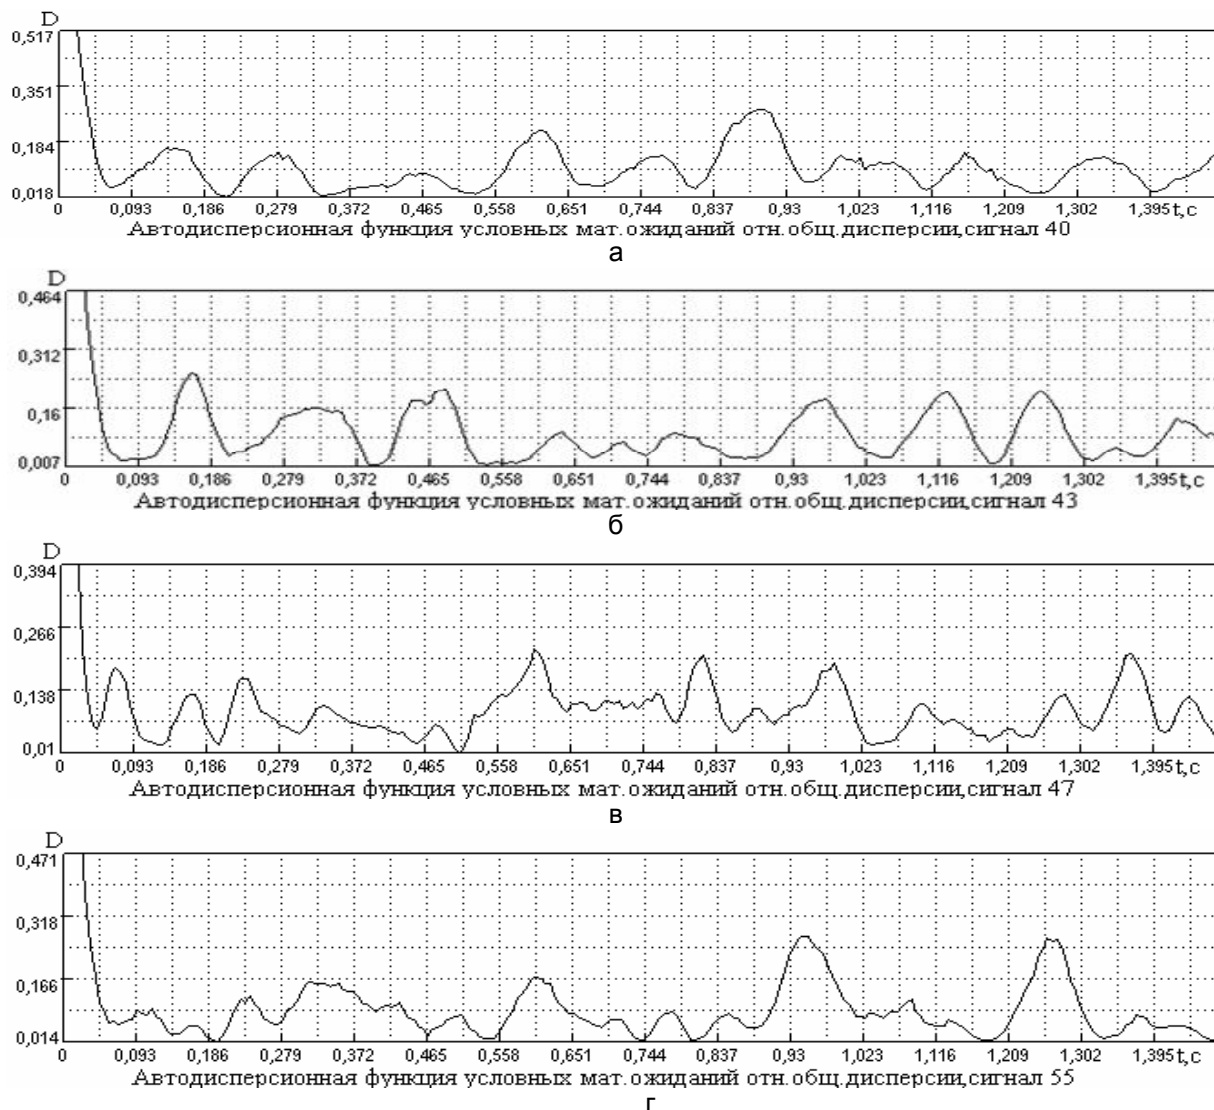 D
0,517
0,351
0,184
0,018
0 0,093 0,186 0,279 0,372 0,465 0,558 0,651 0,744 0,837 0,93 1,023 1,116 1,209 1,302 1,395t,c
Автодисперсионная функция условных мат.ожиданий отн.общ.дисперсии,сигнал 40
а
D
0,464
0,312
0,16
0,007
0 0,093 0,186 0,279 0,372 0,465 0,558 0,651 0,744 0,837 0,93 1,023 1,116 1,209 1,302 1,395t,c
Автодисперсионная функция условных мат.ожиданий отн.общ.дисперсии,сигнал 43
б
D
0,394
0,266
0,138
0,01
0 0,093 0,186 0,279 0,372 0,465 0,558 0,651 0,744 0,837 0,93 1,023 1,116 1,209 1,302 1,395t,c
Автодисперсионная функция условных мат.ожиданий отн.общ.дисперсии,сигнал 47
в
D
0,471
0,318
0,166
0,014
0 0,093 0,186 0,279 0,372 0,465 0,558 0,651 0,744 0,837 0,93 1,023 1,116 1,209 1,302 1,395t,c
Автодисперсионная функция условных мат.ожиданий отн.общ.дисперсии,сигнал 55
г